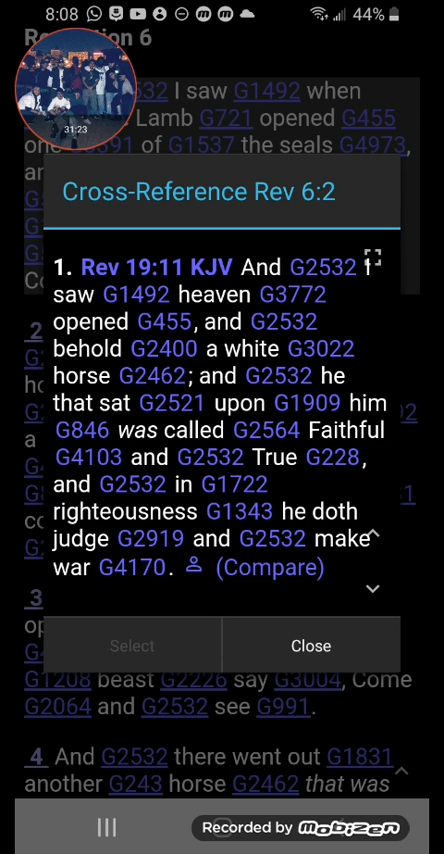 8:08 44%
Re on 6
31:23
532 I saw G1492 when
Lamb G721 opened G455
of G1537 the seals G4973,
Cross-Reference Rev 6:2
1. Rev 19:11 KJV And G2532 I
saw G1492 heaven G3772
opened G455, and G2532
behold G2400 a white G3022
horse G2462; and G2532 he
that sat G2521 upon G1909 him
G846 was called G2564 Faithful
G4103 and G2532 True G228,
and G2532 in G1722
righteousness G1343 he doth
judge G2919 and G2532 make
war G4170. (Compare)
2
a
3
Select Close
G1208 beast G2226 say G3004, Come
G2064 and G2532 see G991.
4 And G2532 there went out G1831
another G243 horse G2462 that was
Recorded by Mobizen